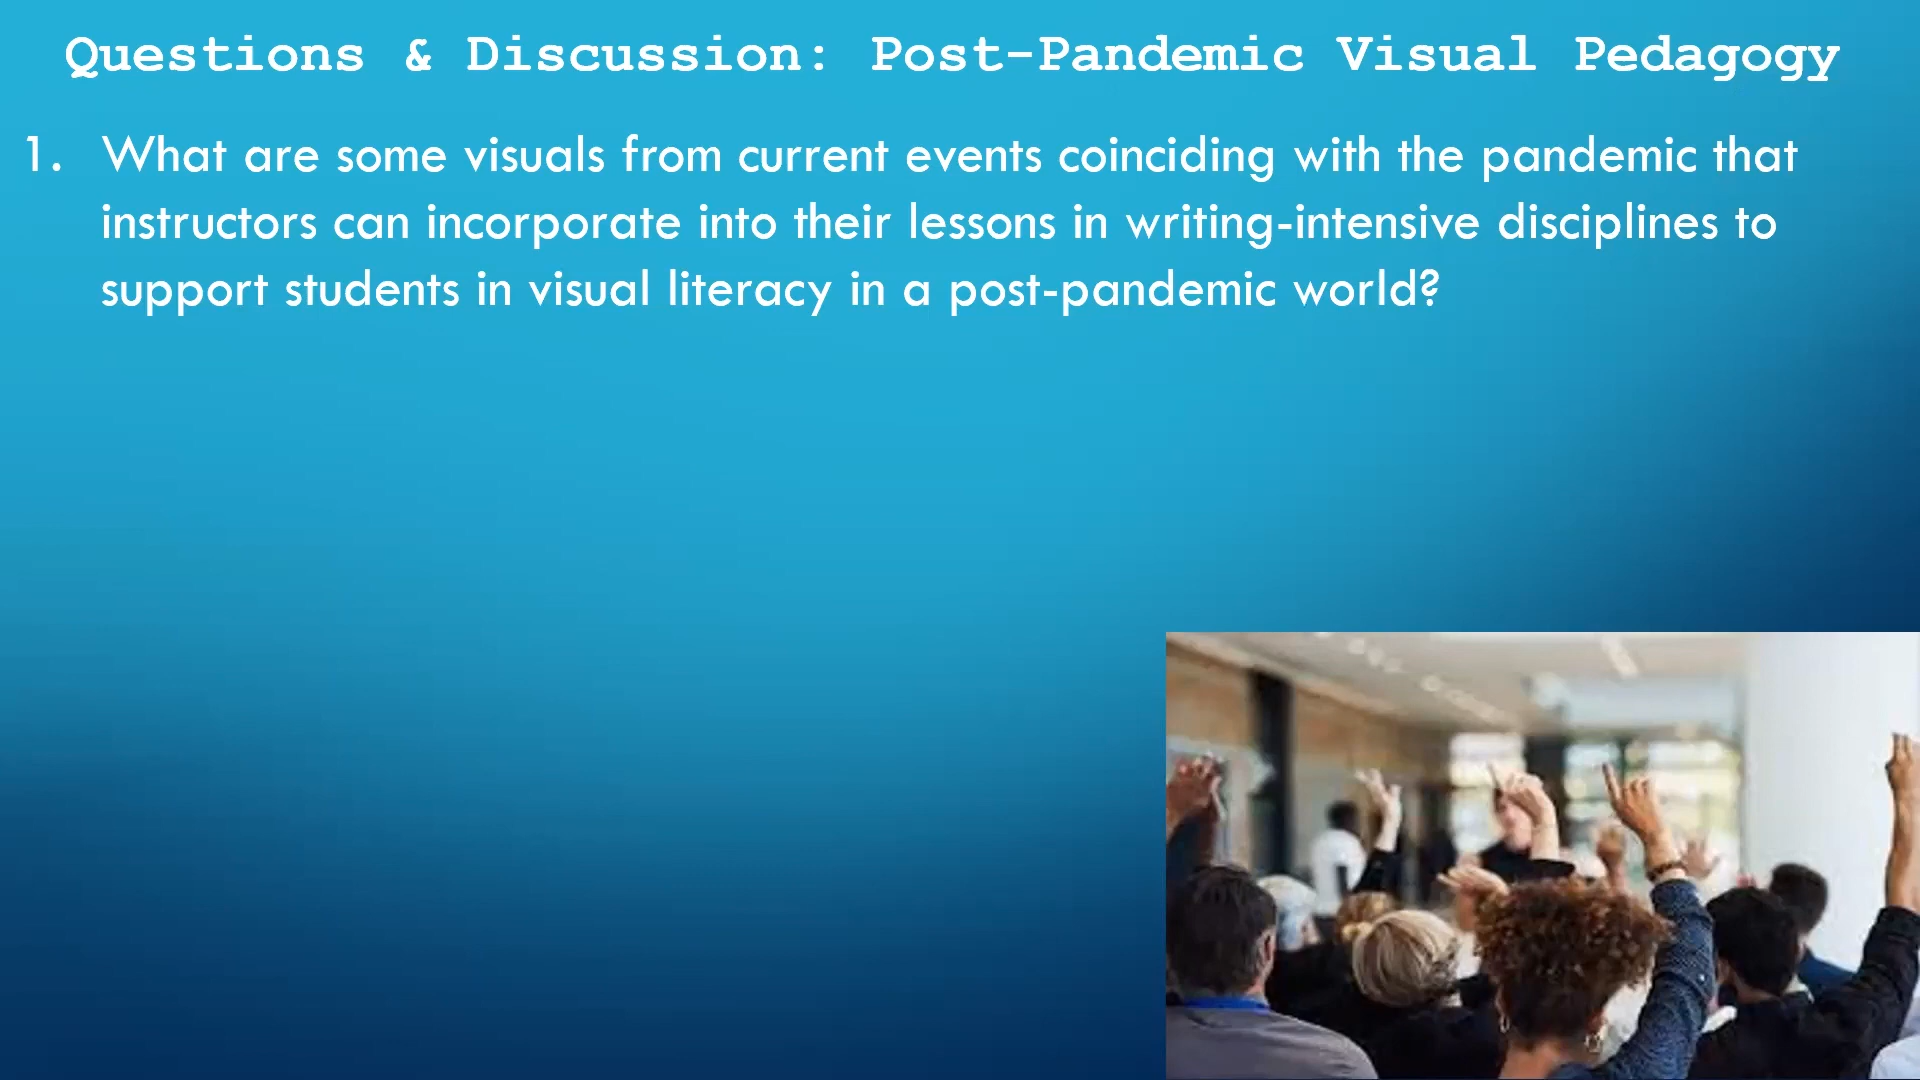 Questions & Discussion: Post-Pandemic Visual Pedagogy
1. What are some visuals from current events coinciding with the pandemic that
instructors can incorporate into their lessons in writing-intensive disciplines to
support students in visual literacy in a post-pandemic world?